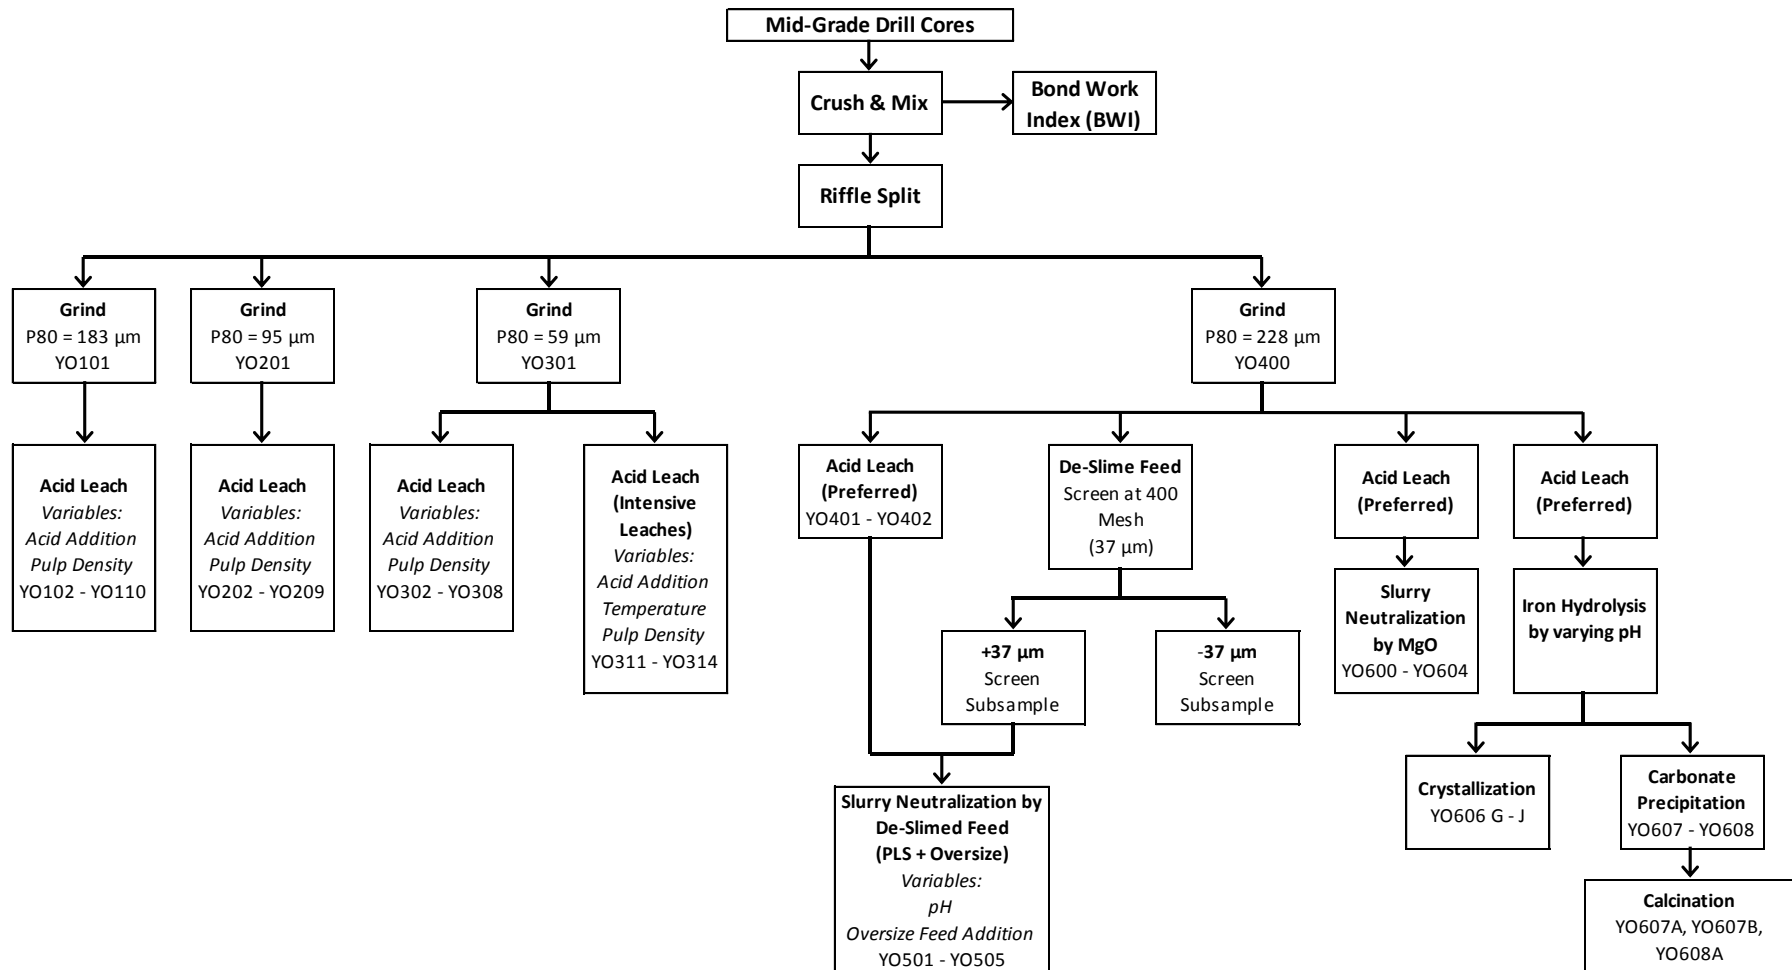 Mid-Grade Drill Cores
Crush & Mix
Bond Work
Index (BWI)
Riffle Split
Grind
P80 = 183 µm
YO101
Grind
P80 = 95 µm
YO201
Grind
P80 = 59 µm
YO301
Grind
P80 = 228 µm
YO400
Acid Leach
Variables:
Acid Addition
Pulp Density
YO102 - YO110
Acid Leach
Variables:
Acid Addition
Pulp Density
YO202 - YO209
Acid Leach
Variables:
Acid Addition
Pulp Density
YO302 - YO308
Acid Leach
(Intensive
Leaches)
Variables:
Acid Addition
Temperature
Pulp Density
YO311 - YO314
Acid Leach
(Preferred)
YO401 - YO402
De-Slime Feed
Screen at 400
Mesh
(37 µm)
Acid Leach
(Preferred)
Acid Leach
(Preferred)
+37 µm
Screen
Subsample
-37 µm
Screen
Subsample
Slurry
Neutralization
by MgO
YO600 - YO604
Iron Hydrolysis
by varying pH
Slurry Neutralization by
De-Slimed Feed
(PLS + Oversize)
Variables:
pH
Oversize Feed Addition
YO501 - YO505
Crystallization
YO606 G - J
Carbonate
Precipitation
YO607 - YO608
Calcination
YO607A, YO607B,
YO608A